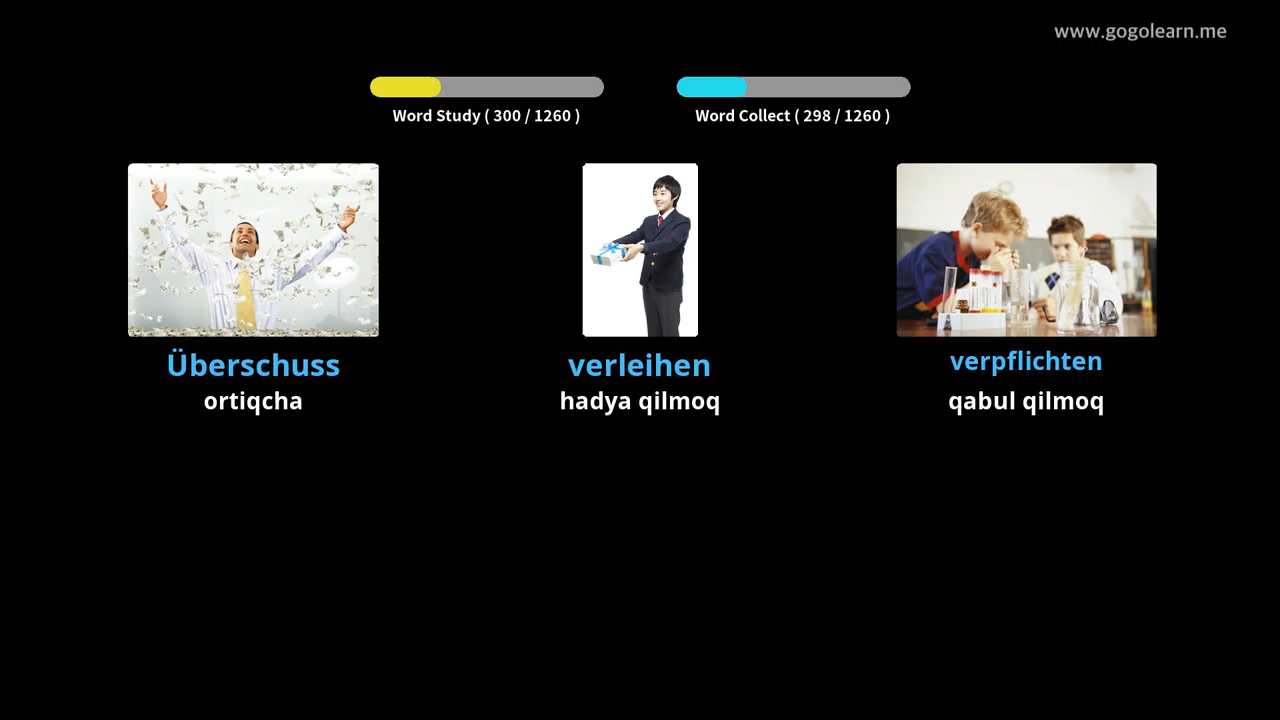 www.gogolearn.me
Word Study ( 300 / 1260 )
Word Collect ( 298 / 1260 )
Überschuss
ortiqcha
verleihen
hadya qilmoq
verpflichten
qabul qilmoq